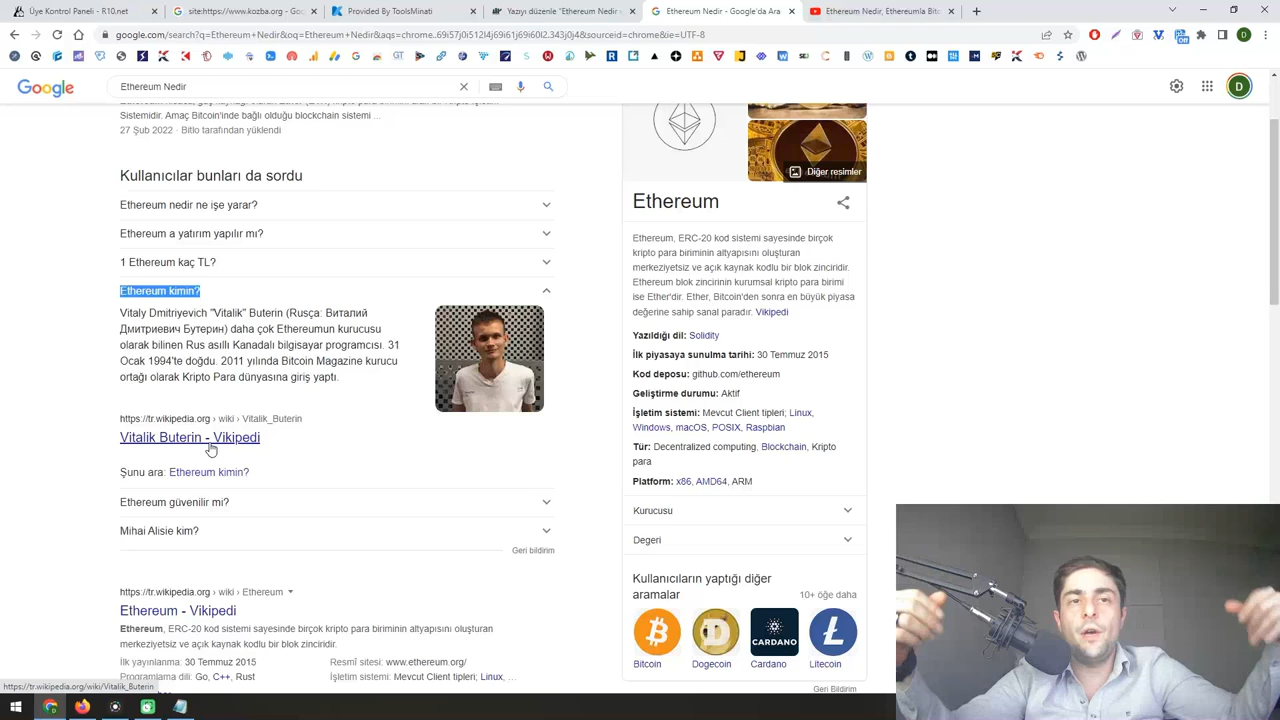 Üye Kontrol Paneli - R10.net
site:https://www.kozba.org - Goo
Provided By ToolsMinati
Yazıyı düzenle "Ethereum Nedir
Ethereum Nedir - Google'da Ara
Ethereum Nedir, Ethereumla Bit
google.com/search?q=Ethereum+Nedir&oq=Ethereum+Nedir&aqs=chrome..69i57j0i512l4j69i61j69i60l2.2343j0j4&sourceid=chrome&ie=UTF-8
Google
Ethereum Nedir
D
Sistemidir. Amaç Bitcoin'inde bağlı olduğu blockchain sistemi ...
27 Şub 2022 · Bitlo tarafından yüklendi
Kullanıcılar bunları da sordu
Ethereum nedir ne işe yarar?
Ethereum a yatırım yapılır mı?
1 Ethereum kaç TL?
Ethereum kimin?
Vitaly Dmitriyevich "Vitalik" Buterin (Rusça: Виталий
Дмитриевич Бутерин) daha çok Ethereumun kurucusu
olarak bilinen Rus asıllı Kanadalı bilgisayar programcısı. 31
Ocak 1994'te doğdu. 2011 yılında Bitcoin Magazine kurucu
ortağı olarak Kripto Para dünyasına giriş yaptı.
https://tr.wikipedia.org › wiki › Vitalik_Buterin
Vitalik Buterin - Vikipedi
Şunu ara: Ethereum kimin?
Ethereum güvenilir mi?
Mihai Alisie kim?
Geri bildirim
https://tr.wikipedia.org › wiki › Ethereum
Ethereum - Vikipedi
Ethereum, ERC-20 kod sistemi sayesinde birçok kripto para biriminin altyapısını oluşturan
merkeziyetsiz ve açık kaynak kodlu bir blok zinciridir.
İlk yayınlanma: 30 Temmuz 2015
Resmî sitesi: www.ethereum.org/
Programlama dili: Go, C++, Rust
İşletim sistemi: Mevcut Client tipleri; Linux, ...
https://tr.wikipedia.org/wiki/Vitalik_Buterin
Diğer resimler
Ethereum
Ethereum, ERC-20 kod sistemi sayesinde birçok
kripto para biriminin altyapısını oluşturan
merkeziyetsiz ve açık kaynak kodlu bir blok zinciridir.
Ethereum blok zincirinin kurumsal kripto para birimi
ise Ether'dir. Ether, Bitcoin'den sonra en büyük piyasa
değerine sahip sanal paradır. Vikipedi
Yazıldığı dil: Solidity
İlk piyasaya sunulma tarihi: 30 Temmuz 2015
Kod deposu: github.com/ethereum
Geliştirme durumu: Aktif
İşletim sistemi: Mevcut Client tipleri; Linux,
Windows, macOS, POSIX, Raspbian
Tür: Decentralized computing, Blockchain, Kripto
para
Platform: x86, AMD64, ARM
Kurucusu
Degeri
Kullanıcıların yaptığı diğer
aramalar
10+ öğe daha
CARDANO
Bitcoin
Dogecoin
Cardano
Litecoin
Geri Bildirim